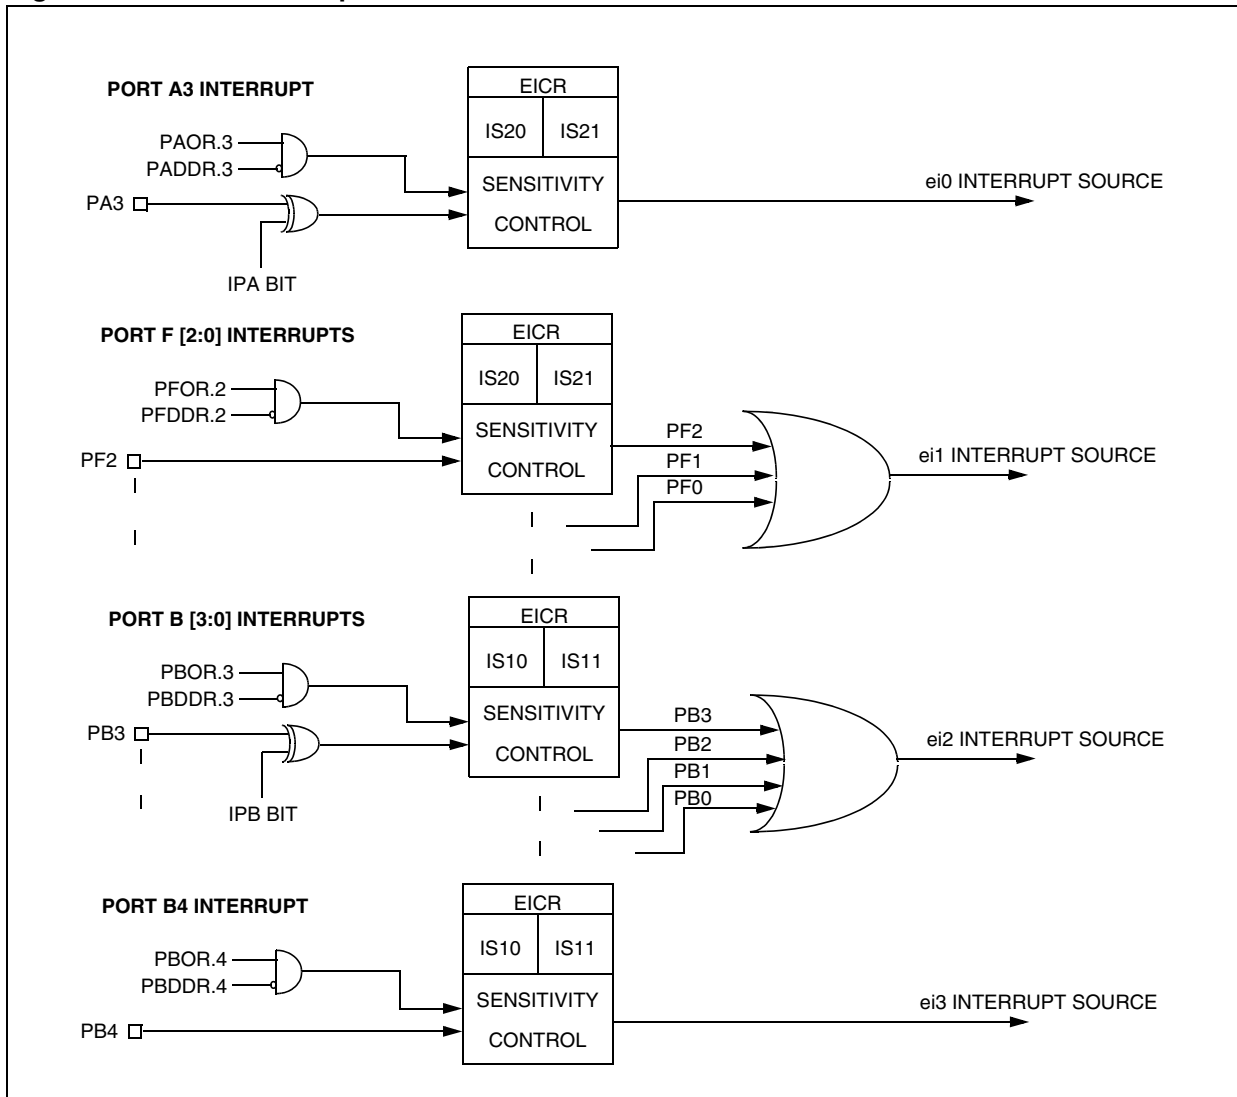 PORT A3 INTERRUPT
EICR
IS20 IS21
PAOR.3
PADDR.3
SENSITIVITY
CONTROL
PA3
IPA BIT
ei0 INTERRUPT SOURCE
PORT F [2:0] INTERRUPTS
EICR
IS20 IS21
PFOR.2
PFDDR.2
SENSITIVITY
CONTROL
PF2
PF2
PF1
PF0
ei1 INTERRUPT SOURCE
PORT B [3:0] INTERRUPTS
EICR
IS10 IS11
PBOR.3
PBDDR.3
SENSITIVITY
CONTROL
PB3
IPB BIT
PB3
PB2
PB1
PB0
ei2 INTERRUPT SOURCE
PORT B4 INTERRUPT
EICR
IS10 IS11
PBOR.4
PBDDR.4
SENSITIVITY
CONTROL
PB4
ei3 INTERRUPT SOURCE